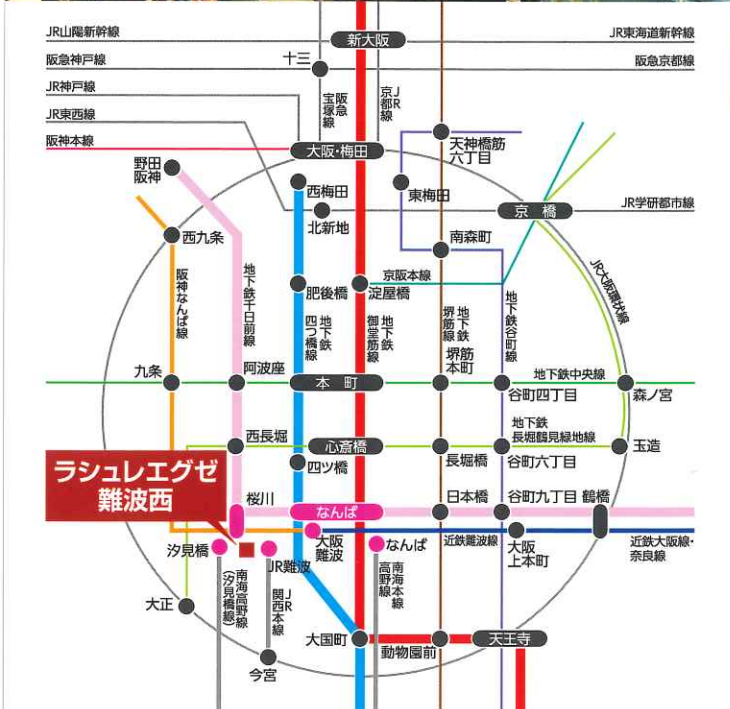 JR山陽新幹線
新大阪
JR東海道新幹線
阪急神戸線
十三
阪急京都線
JR神戸線
阪急
宝塚線
JR
京都線
JR東西線
阪神本線
大阪・梅田
天神橋筋
六丁目
野田
阪神
西梅田
東梅田
北新地
京橋
JR学研都市線
西九条
南森町
京阪本線
JR大阪環状線
阪神なんば線
地下鉄千日前線
肥後橋
淀屋橋
地下鉄
四つ橋線
地下鉄
御堂筋線
地下鉄
堺筋線
地下鉄谷町線
堺筋
本町
九条
阿波座
本町
谷町四丁目
地下鉄中央線
森ノ宮
西長堀
心斎橋
長堀橋
地下鉄
長堀鶴見緑地線
谷町六丁目
玉造
四ツ橋
ラシュレエグゼ
難波西
桜川
なんば
日本橋
谷町九丁目
鶴橋
汐見橋
JR難波
大阪
難波
なんば
近鉄難波線
大阪
上本町
近鉄大阪線・
奈良線
大正
南海高野線
(汐見橋線)
JR
関西本線
南海本線
高野線
大国町
動物園前
天王寺
今宮